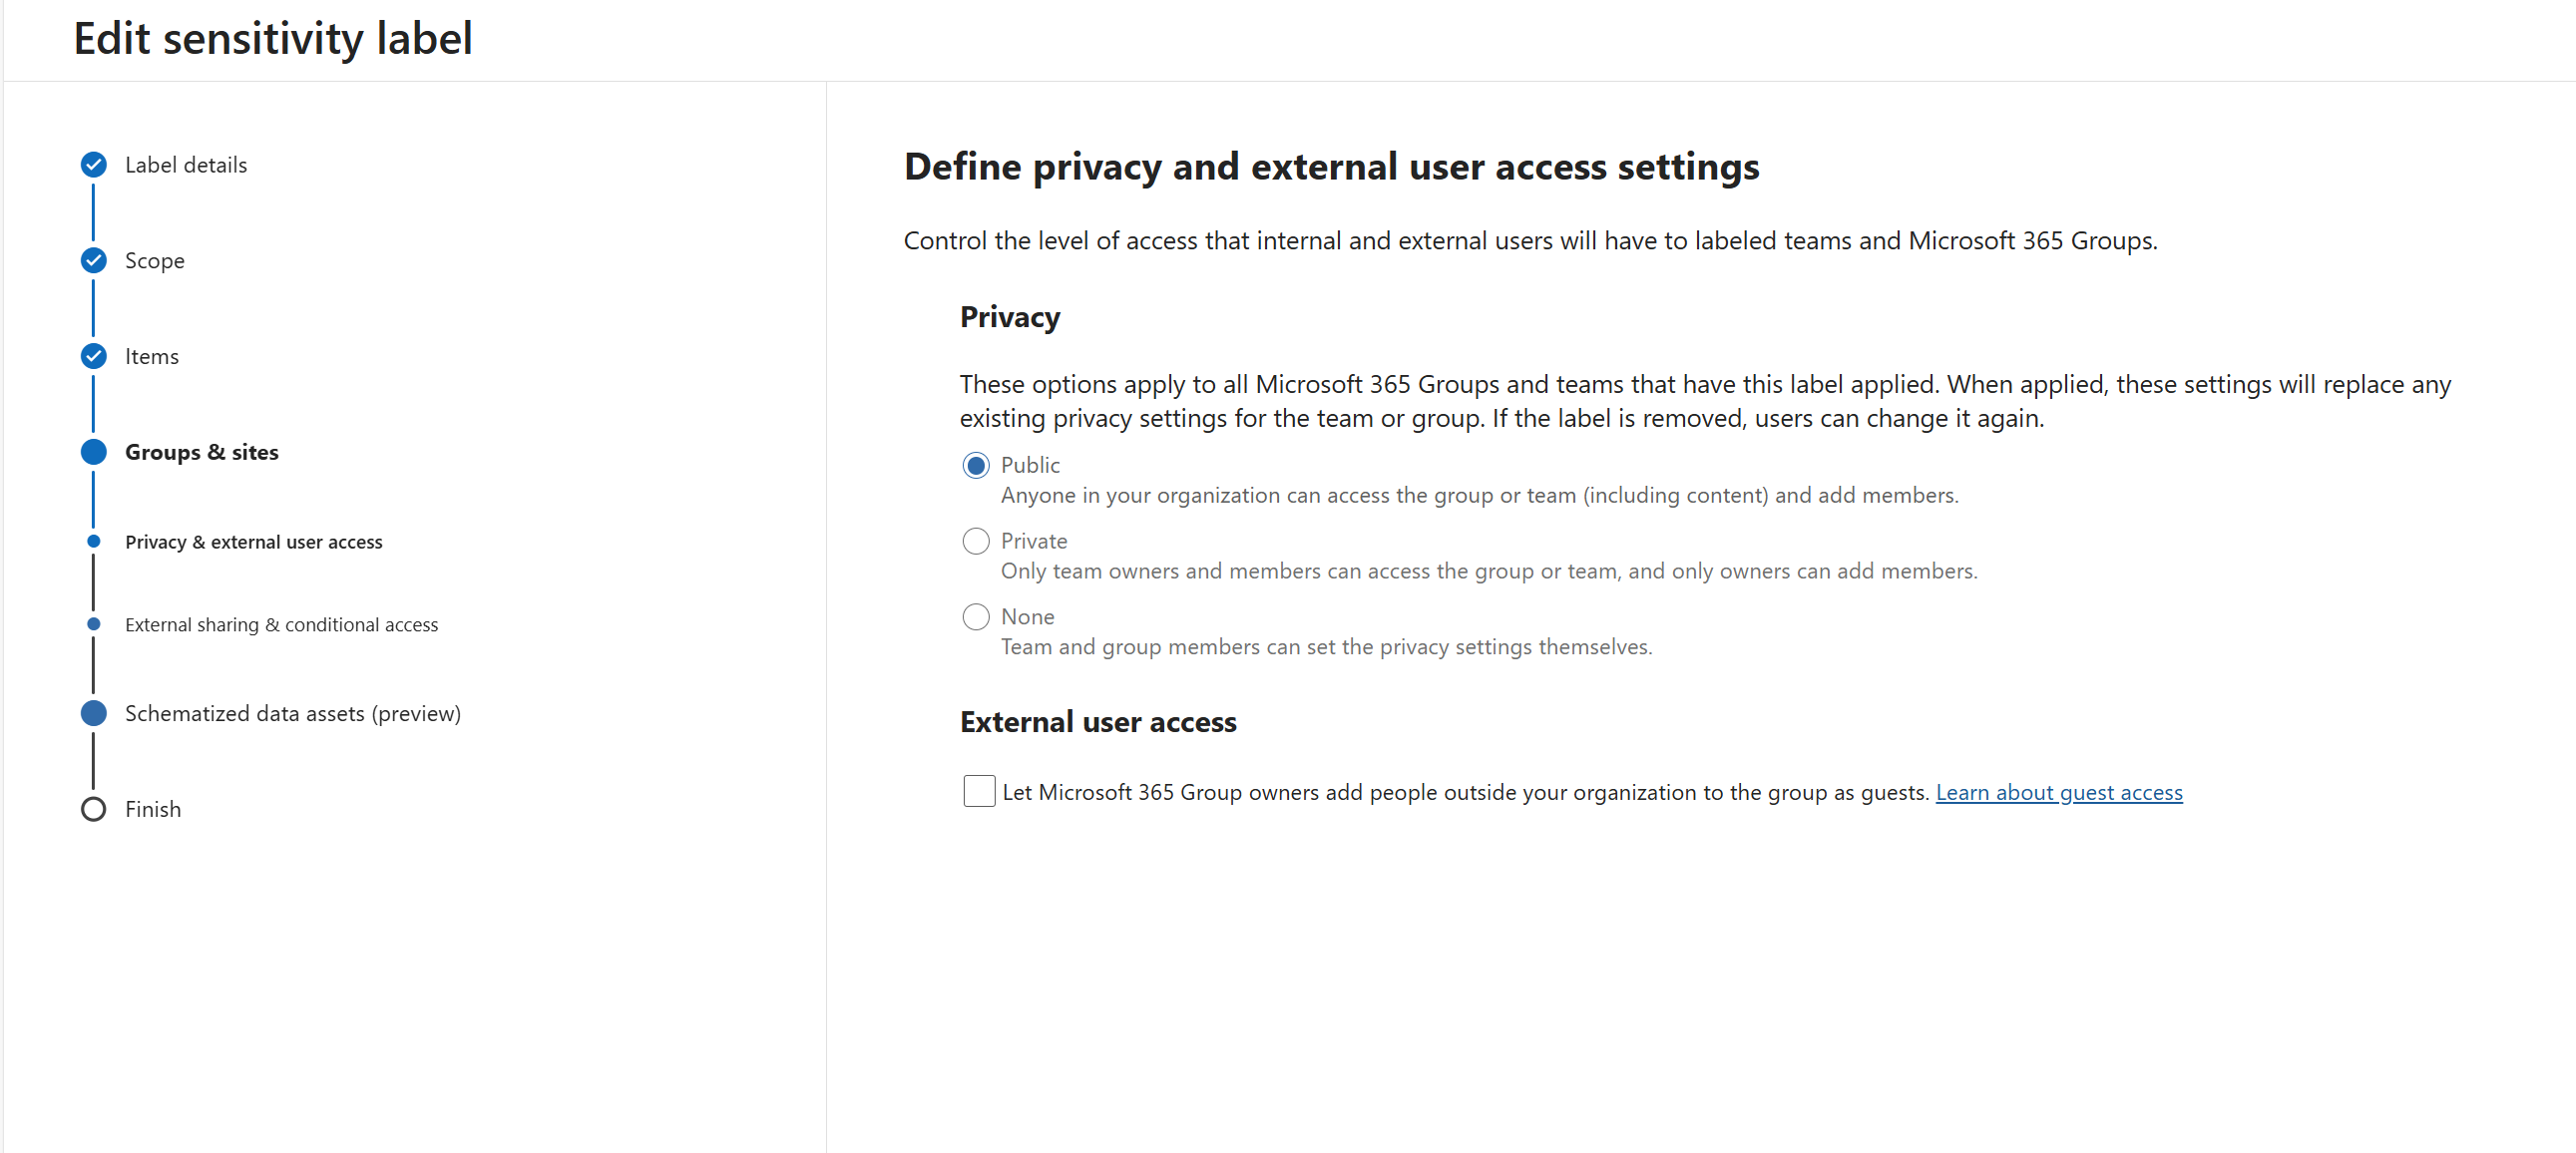 Edit sensitivity label
Label details
Scope
Items
Groups & sites
Privacy & external user access
External sharing & conditional access
Schematized data assets (preview)
Finish
Define privacy and external user access settings
Control the level of access that internal and external users will have to labeled teams and Microsoft 365 Groups.
Privacy
These options apply to all Microsoft 365 Groups and teams that have this label applied. When applied, these settings will replace any
existing privacy settings for the team or group. If the label is removed, users can change it again.
Public
Anyone in your organization can access the group or team (including content) and add members.
Private
Only team owners and members can access the group or team, and only owners can add members.
None
Team and group members can set the privacy settings themselves.
External user access
Let Microsoft 365 Group owners add people outside your organization to the group as guests. Learn about guest access